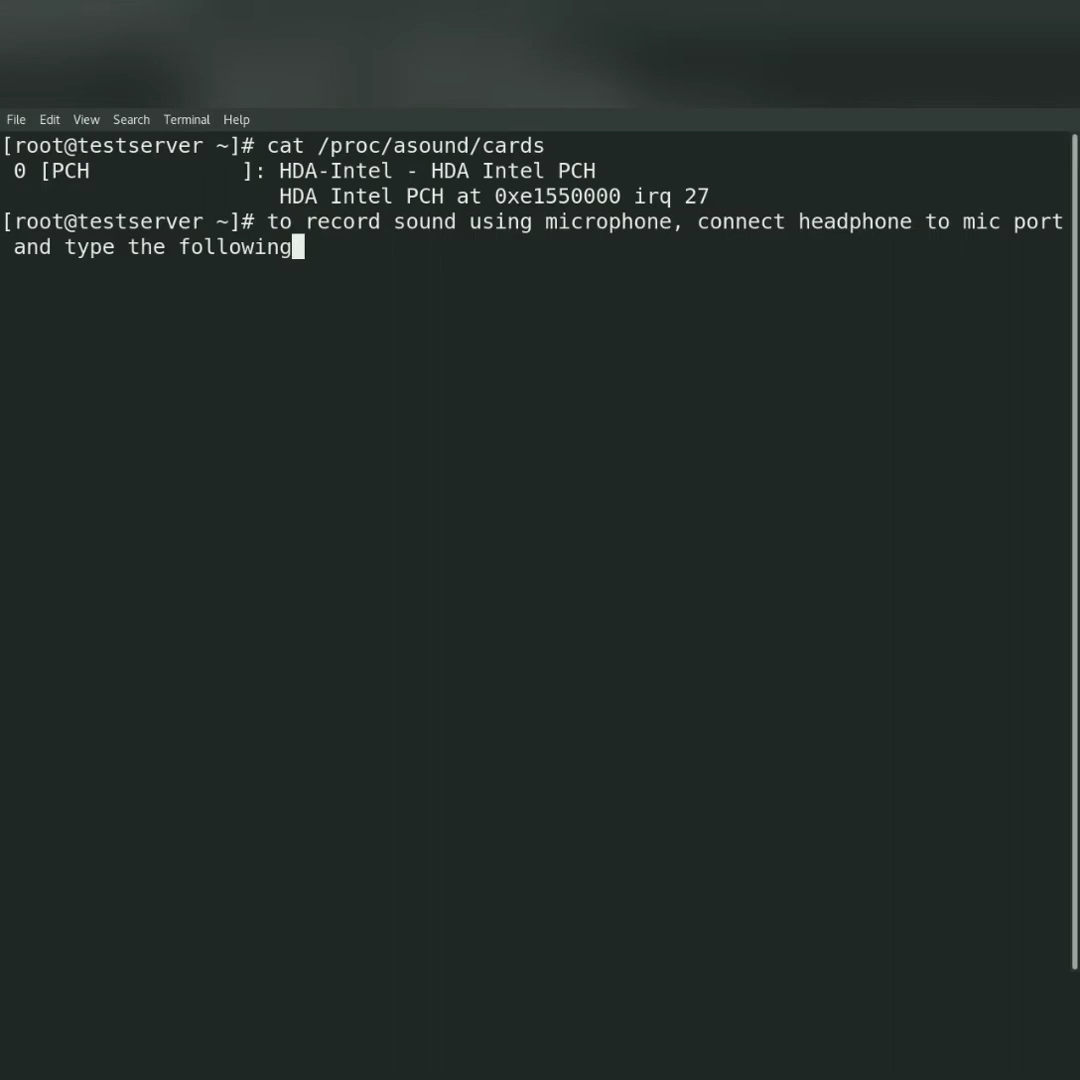 File Edit View Search Terminal Help
[root@testserver ~]# cat /proc/asound/cards
 0 [PCH            ]: HDA-Intel - HDA Intel PCH
                      HDA Intel PCH at 0xe1550000 irq 27
[root@testserver ~]# to record sound using microphone, connect headphone to mic port
 and type the following